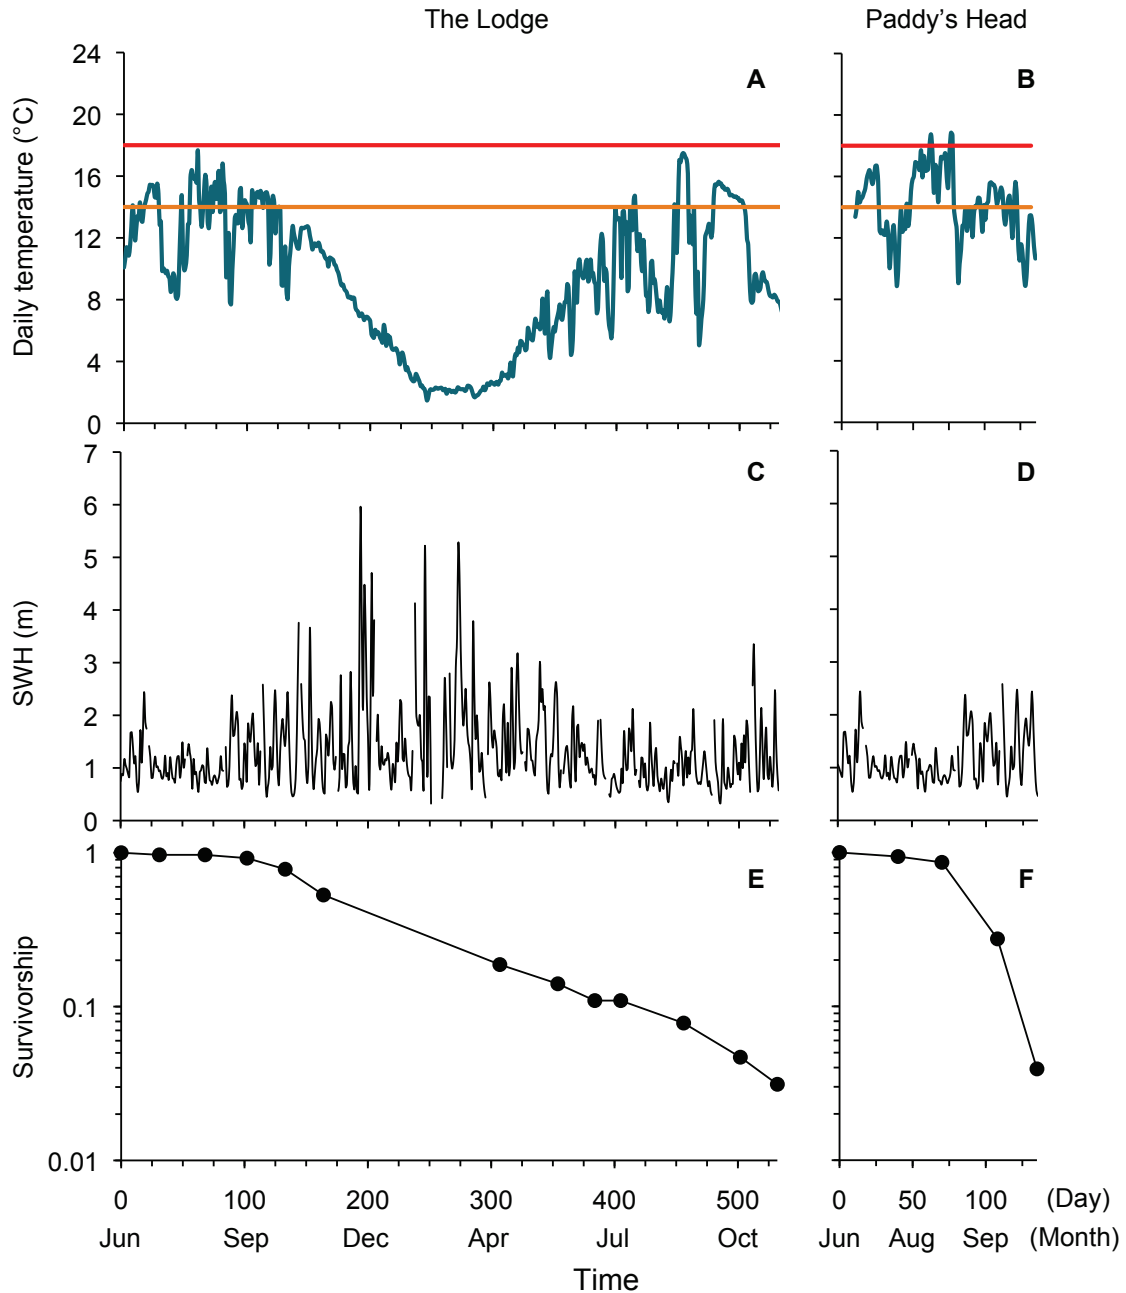 The Lodge
Paddy's Head
Daily temperature (°C)
24
20
16
12
8
4
0
A
B
SWH (m)
7
6
5
4
3
2
1
0
C
D
Survivorship
1
0.1
0.01
E
F
0 100 200 300 400 500
Jun Sep Dec Apr Jul Oct
0 50 100 (Day)
Jun Aug Sep (Month)
Time